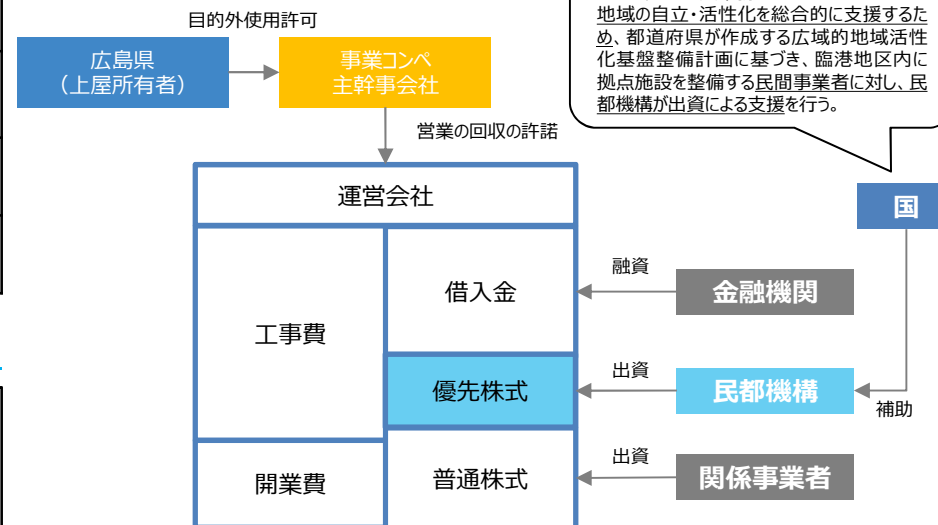 目的外使用許可
広島県
（上屋所有者）
事業コンペ
主幹事会社
地域の自立・活性化を総合的に支援するた
め、都道府県が作成する広域的地域活性
化基盤整備計画に基づき、臨港地区内に
拠点施設を整備する民間事業者に対し、民
都機構が出資による支援を行う。
営業の回収の許諾
運営会社
国
工事費
借入金
融資
金融機関
優先株式
出資
民都機構
補助
開業費
普通株式
出資
関係事業者